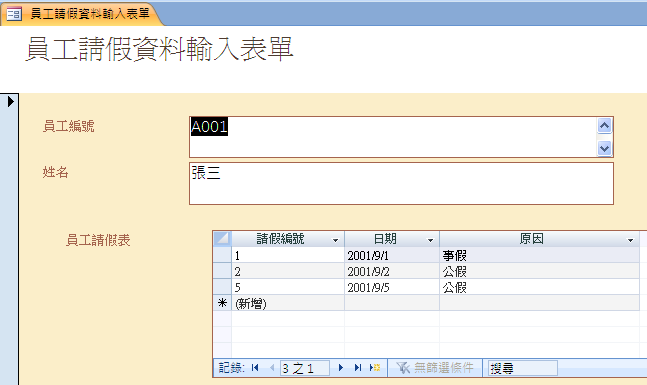 員工請假資料輸入表單
員工請假資料輸入表單
員工編號 A001
姓名 張三
員工請假表
請假編號 日期 原因
1 2001/9/1 事假
2 2001/9/2 公假
5 2001/9/5 公假
(新增)
記錄: 3 之 1 無篩選條件 搜尋